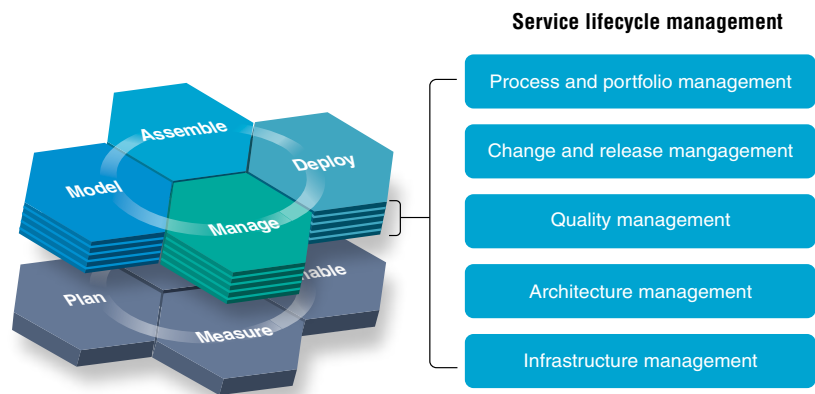 Service lifecycle management
Process and portfolio management
Assemble
Deploy
Change and release mangagement
Model
Manage
Quality management
Plan
nable
Architecture management
Measure
Infrastructure management